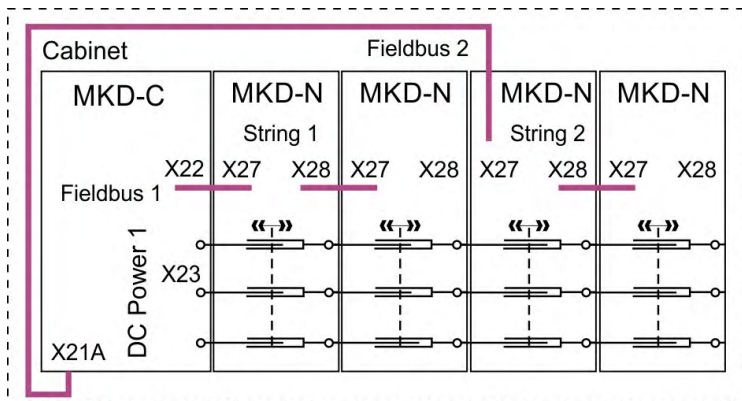 Cabinet Fieldbus 2
MKD-C MKD-N MKD-N MKD-N MKD-N
String 1 String 2
X22 X27 X28 X27 X28 X27 X28 X27 X28
Fieldbus 1
DC Power 1
X23
X21A